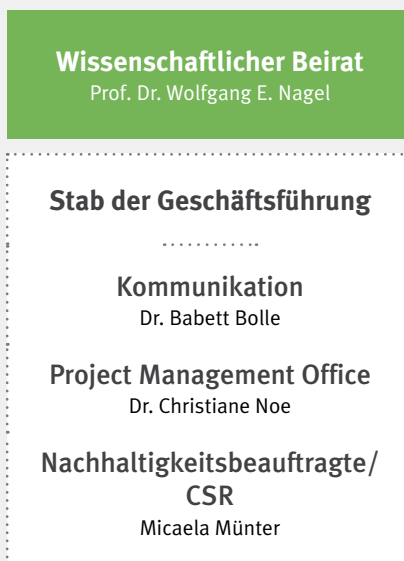 Wissenschaftlicher Beirat
Prof. Dr. Wolfgang E. Nagel
Stab der Geschäftsführung
Kommunikation
Dr. Babett Bolle
Project Management Office
Dr. Christiane Noe
Nachhaltigkeitsbeauftragte/
CSR
Micaela Münter